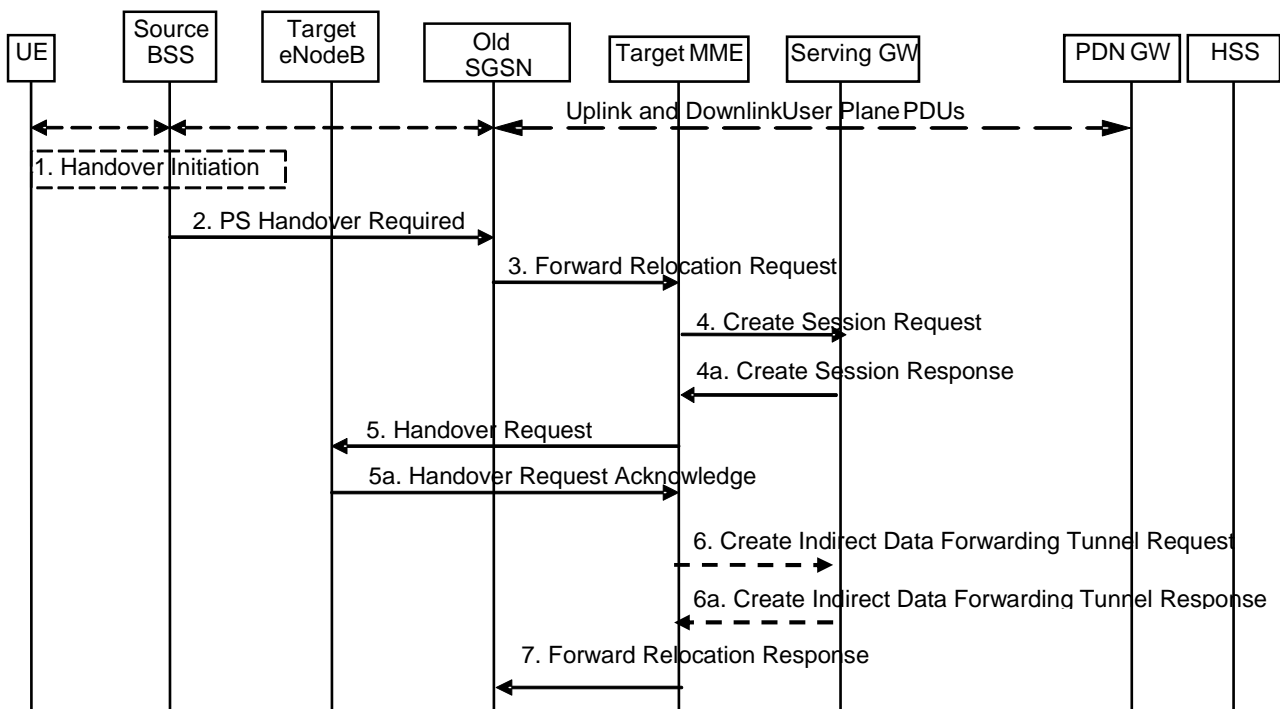 UE
Source
BSS
Target
eNodeB
Old
SGSN
Target MME
Serving GW
PDN GW
HSS
Uplink and DownlinkUser Plane PDUs
1. Handover Initiation
2. PS Handover Required
3. Forward Relocation Request
4. Create Session Request
4a. Create Session Response
5. Handover Request
5a. Handover Request Acknowledge
6. Create Indirect Data Forwarding Tunnel Request
6a. Create Indirect Data Forwarding Tunnel Response
7. Forward Relocation Response